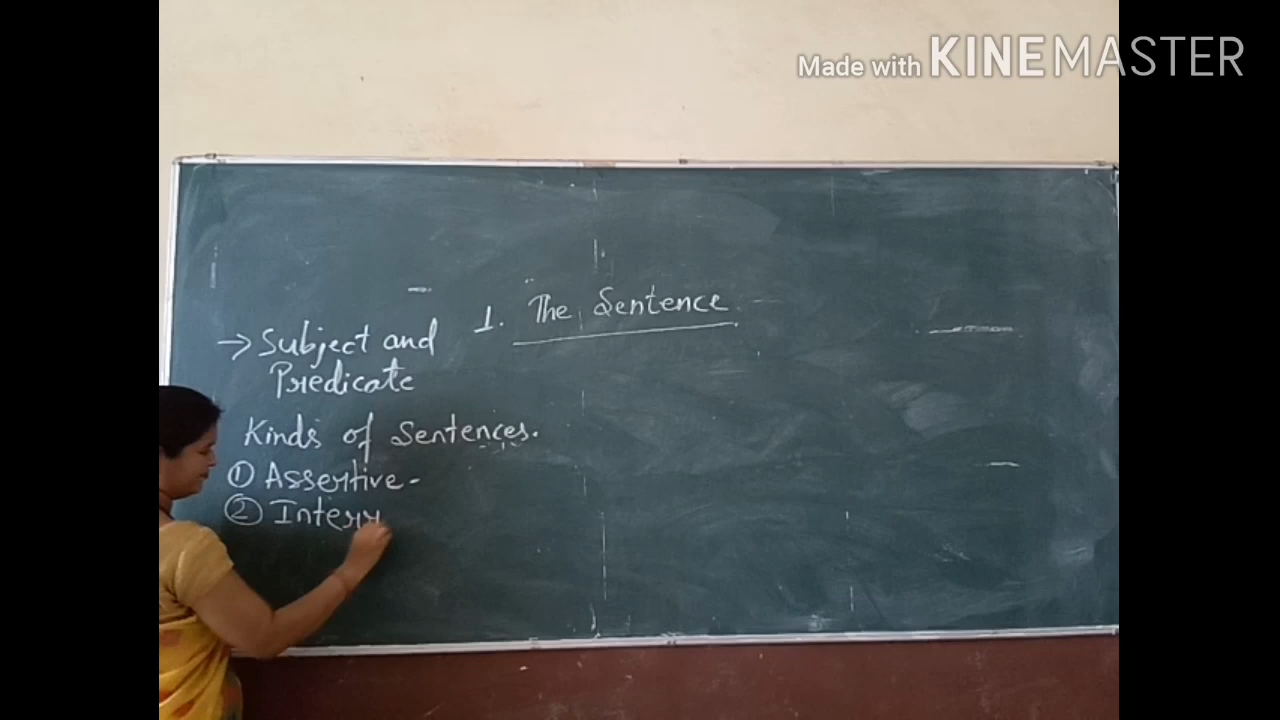 Made with KINEMASTER
1. The Sentence
→ Subject and
Predicate
Kinds of Sentences.
① Assertive -
② Interr